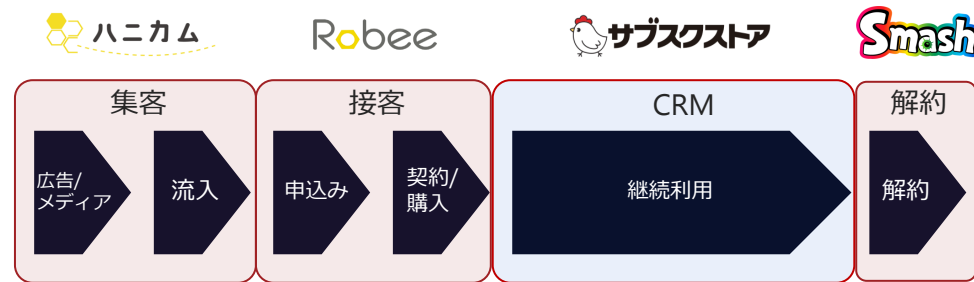 ハニカム
Robee
サブスクストア
Smash
集客
接客
CRM
解約
広告/
メディア
流入
申込み
契約/
購入
継続利用
解約